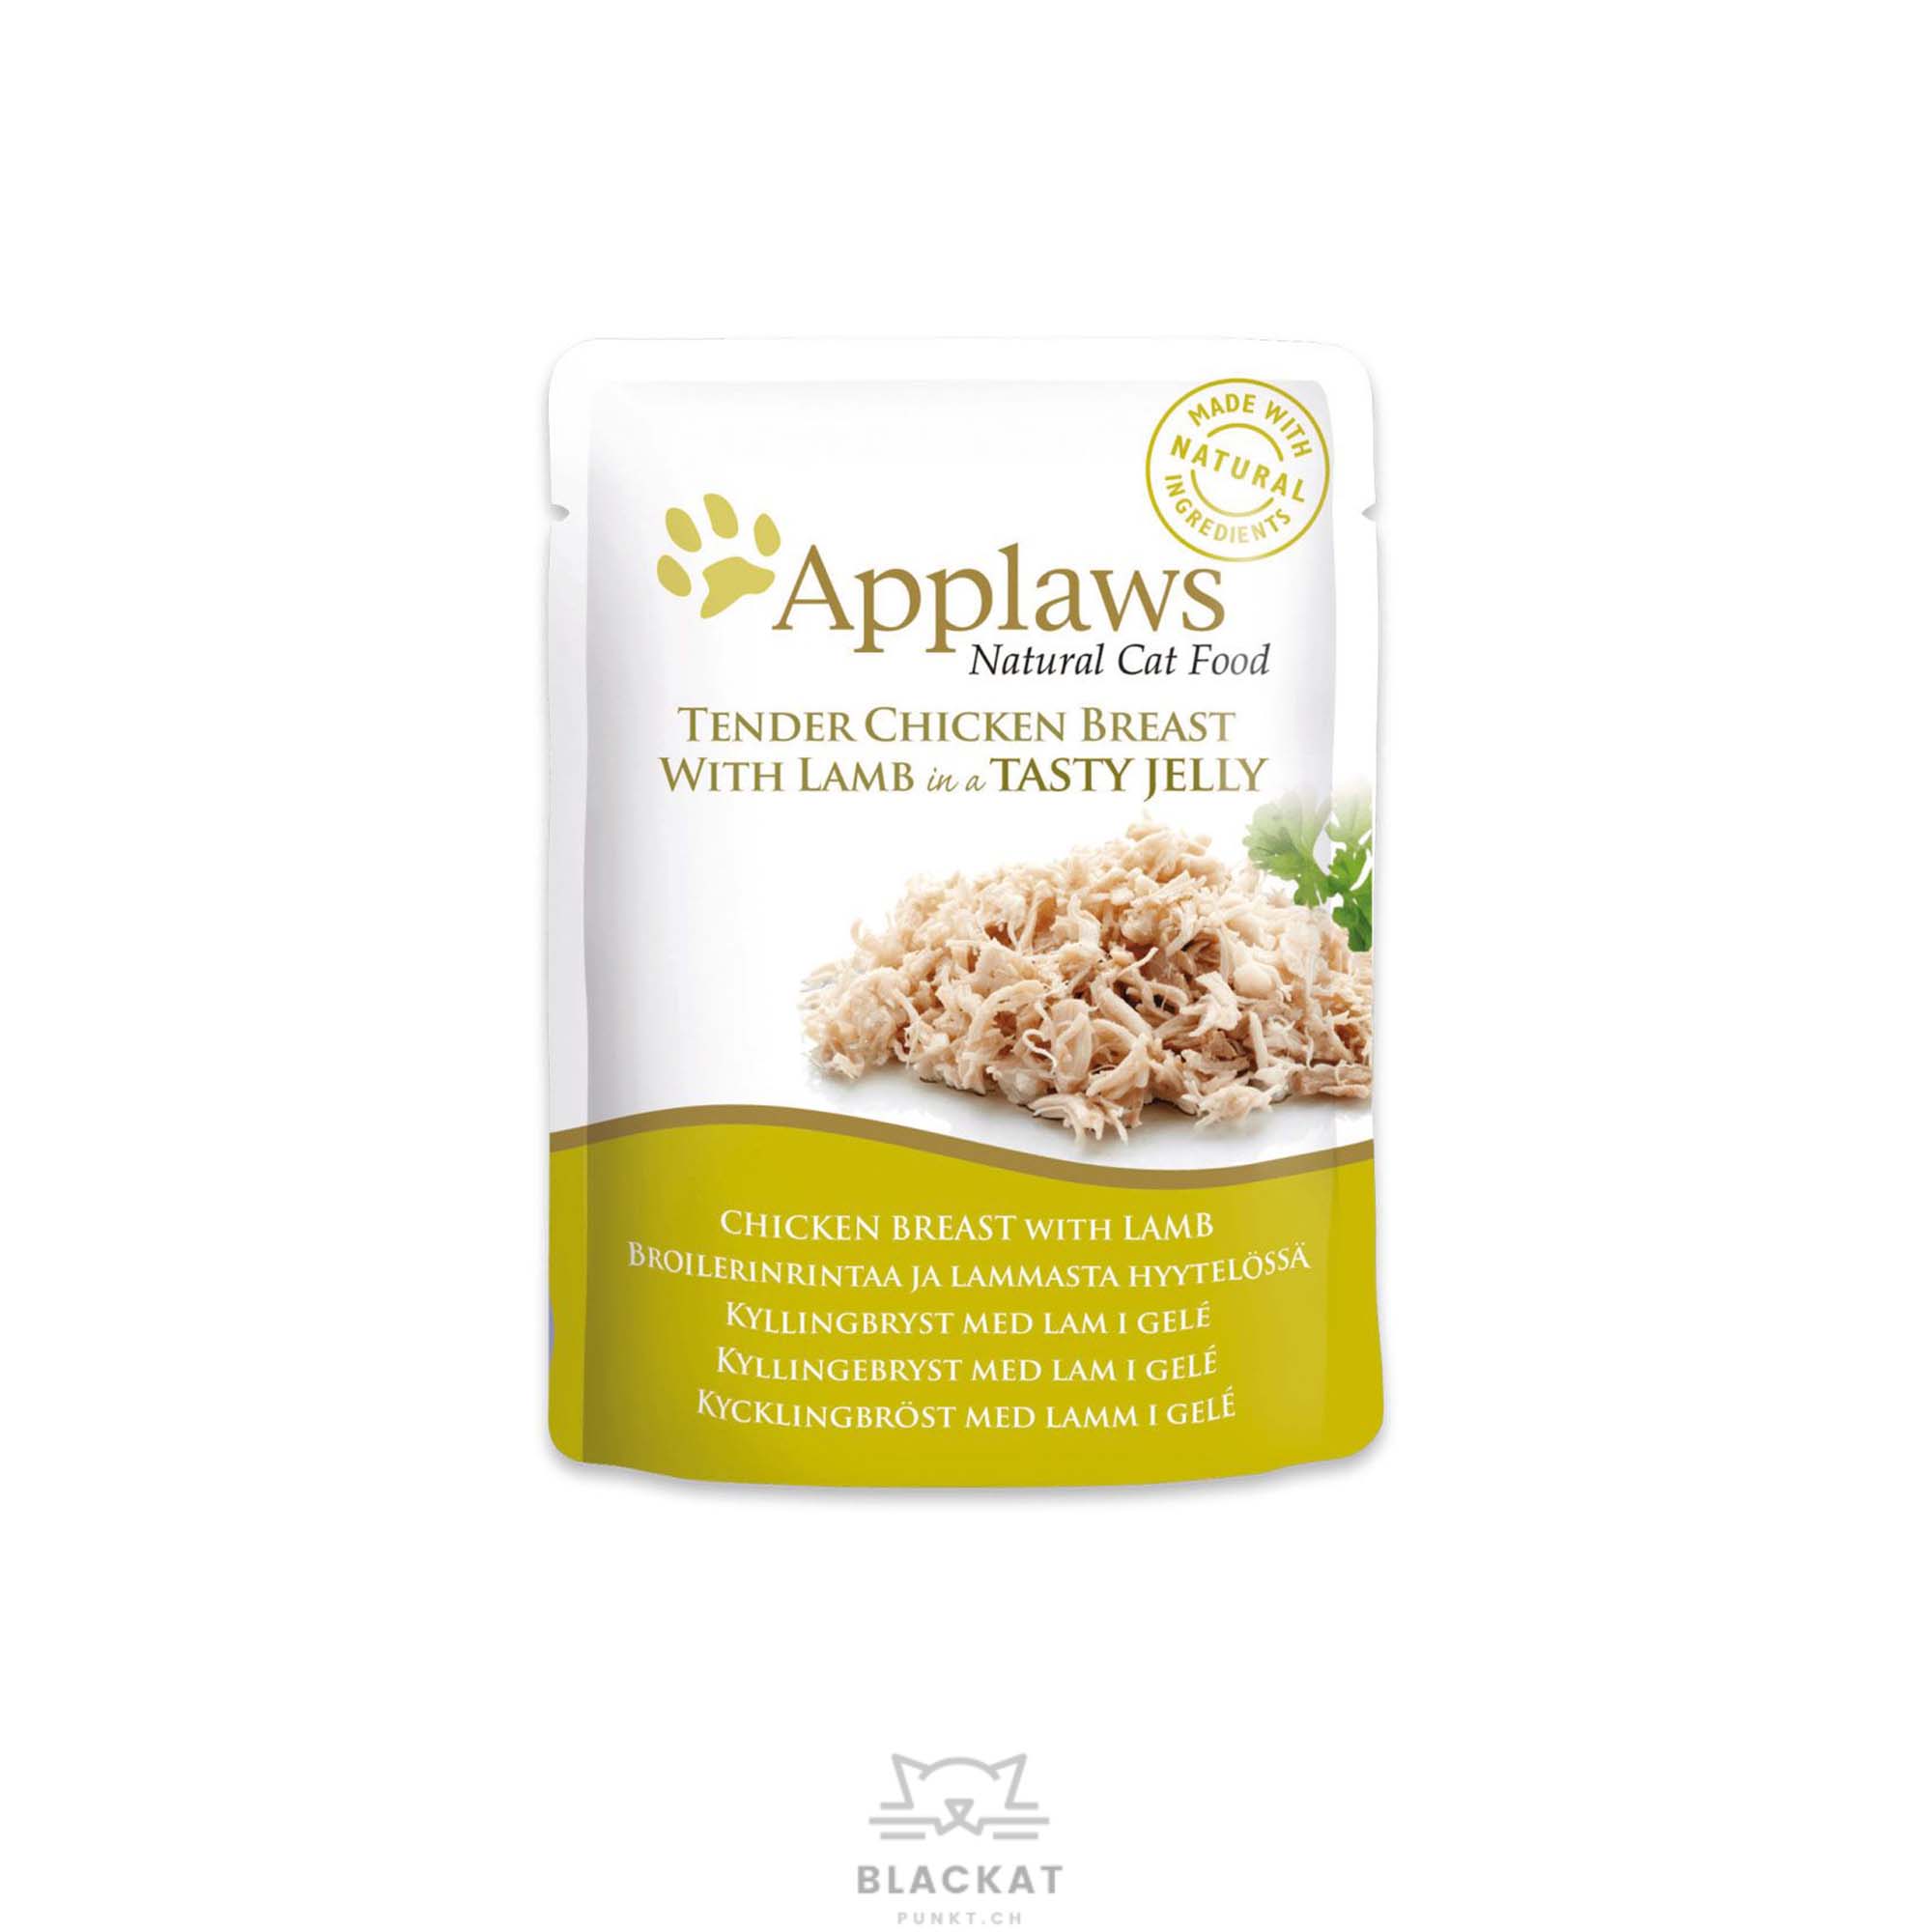 MADE WITH
NATURAL
INGREDIENTS
Applaws
Natural Cat Food
TENDER CHICKEN BREAST
WITH LAMB in a TASTY JELLY
CHICKEN BREAST WITH LAMB
BROILERINRINTAA JA LAMMASTA HYYTELÖSSÄ
KYLLINGBRYST MED LAM I GELÉ
KYLLINGEBRYST MED LAM I GELÉ
KYCKLINGBRÖST MED LAMM I GELÉ
BLACKAT
PUNKT.CH